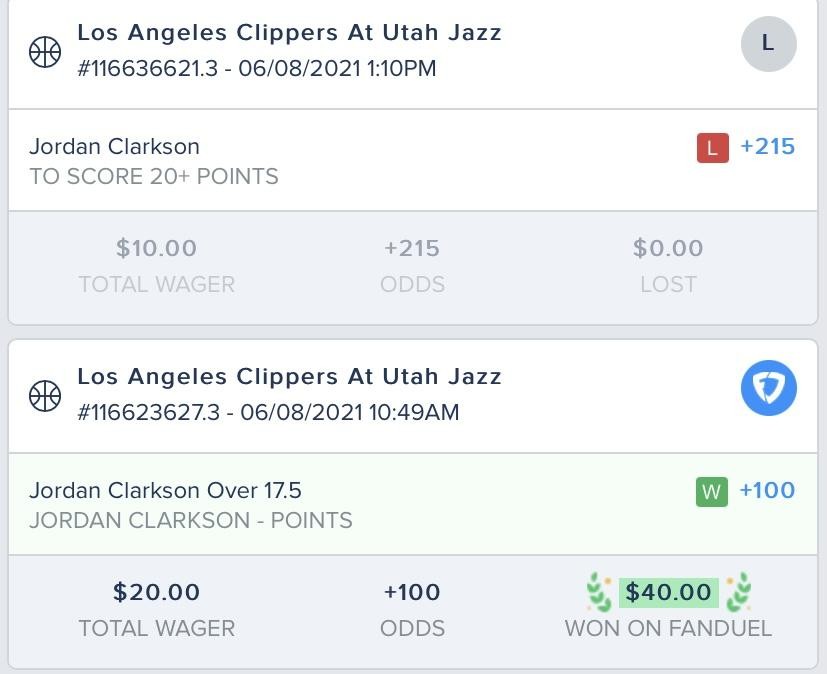 Los Angeles Clippers At Utah Jazz
#116636621.3 - 06/08/2021 1:10PM
L
Jordan Clarkson
L +215
TO SCORE 20+ POINTS
$10.00 +215 $0.00
TOTAL WAGER ODDS LOST
Los Angeles Clippers At Utah Jazz
#116623627.3 - 06/08/2021 10:49AM
Jordan Clarkson Over 17.5
W +100
JORDAN CLARKSON - POINTS
$20.00 +100 $40.00
TOTAL WAGER ODDS WON ON FANDUEL